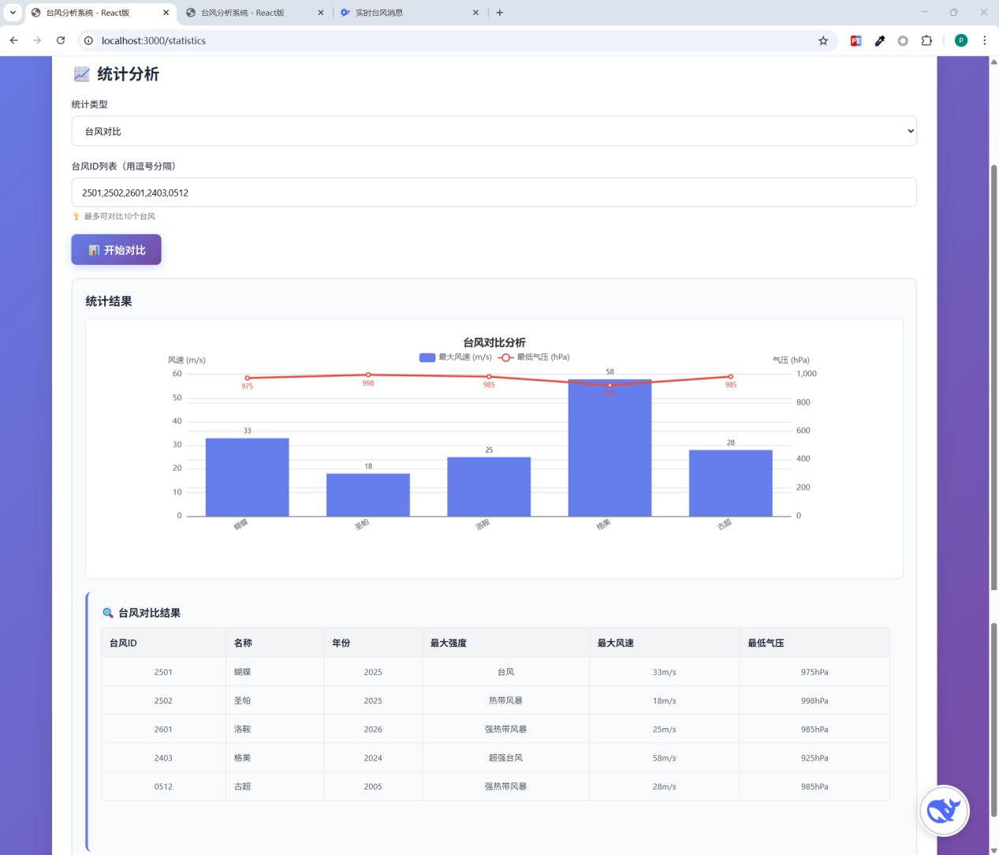 台风分析系统 - React版
台风分析系统 - React版
实时台风消息
localhost:3000/statistics
P
统计分析
统计类型
台风对比
台风ID列表（用逗号分隔）
2501,2502,2601,2403,0512
最多可对比10个台风
开始对比
统计结果
台风对比分析
最大风速 (m/s) 最低气压 (hPa)
风速 (m/s) 气压 (hPa)
60 58 1,000
975 998 985 985
50 800
40 600
33
30 25 28 400
20 18
10 200
0 0
蝴蝶 圣帕 洛鞍 格美 古超
台风对比结果
台风ID 名称 年份 最大强度 最大风速 最低气压
2501 蝴蝶 2025 台风 33m/s 975hPa
2502 圣帕 2025 热带风暴 18m/s 998hPa
2601 洛鞍 2026 强热带风暴 25m/s 985hPa
2403 格美 2024 超强台风 58m/s 925hPa
0512 古超 2005 强热带风暴 28m/s 985hPa